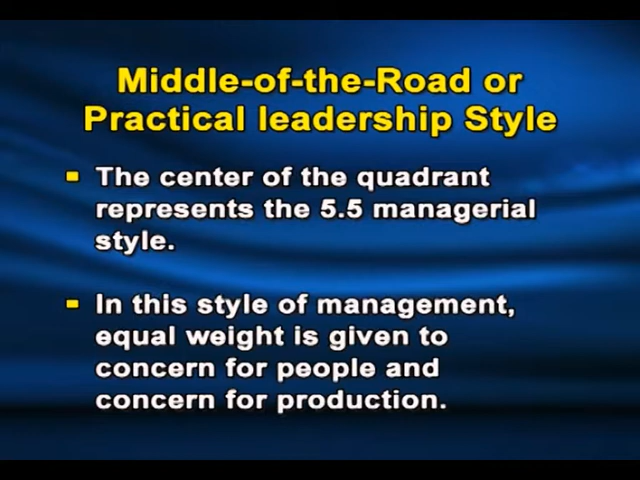 Middle-of-the-Road or
Practical leadership Style
The center of the quadrant
represents the 5.5 managerial
style.
In this style of management,
equal weight is given to
concern for people and
concern for production.